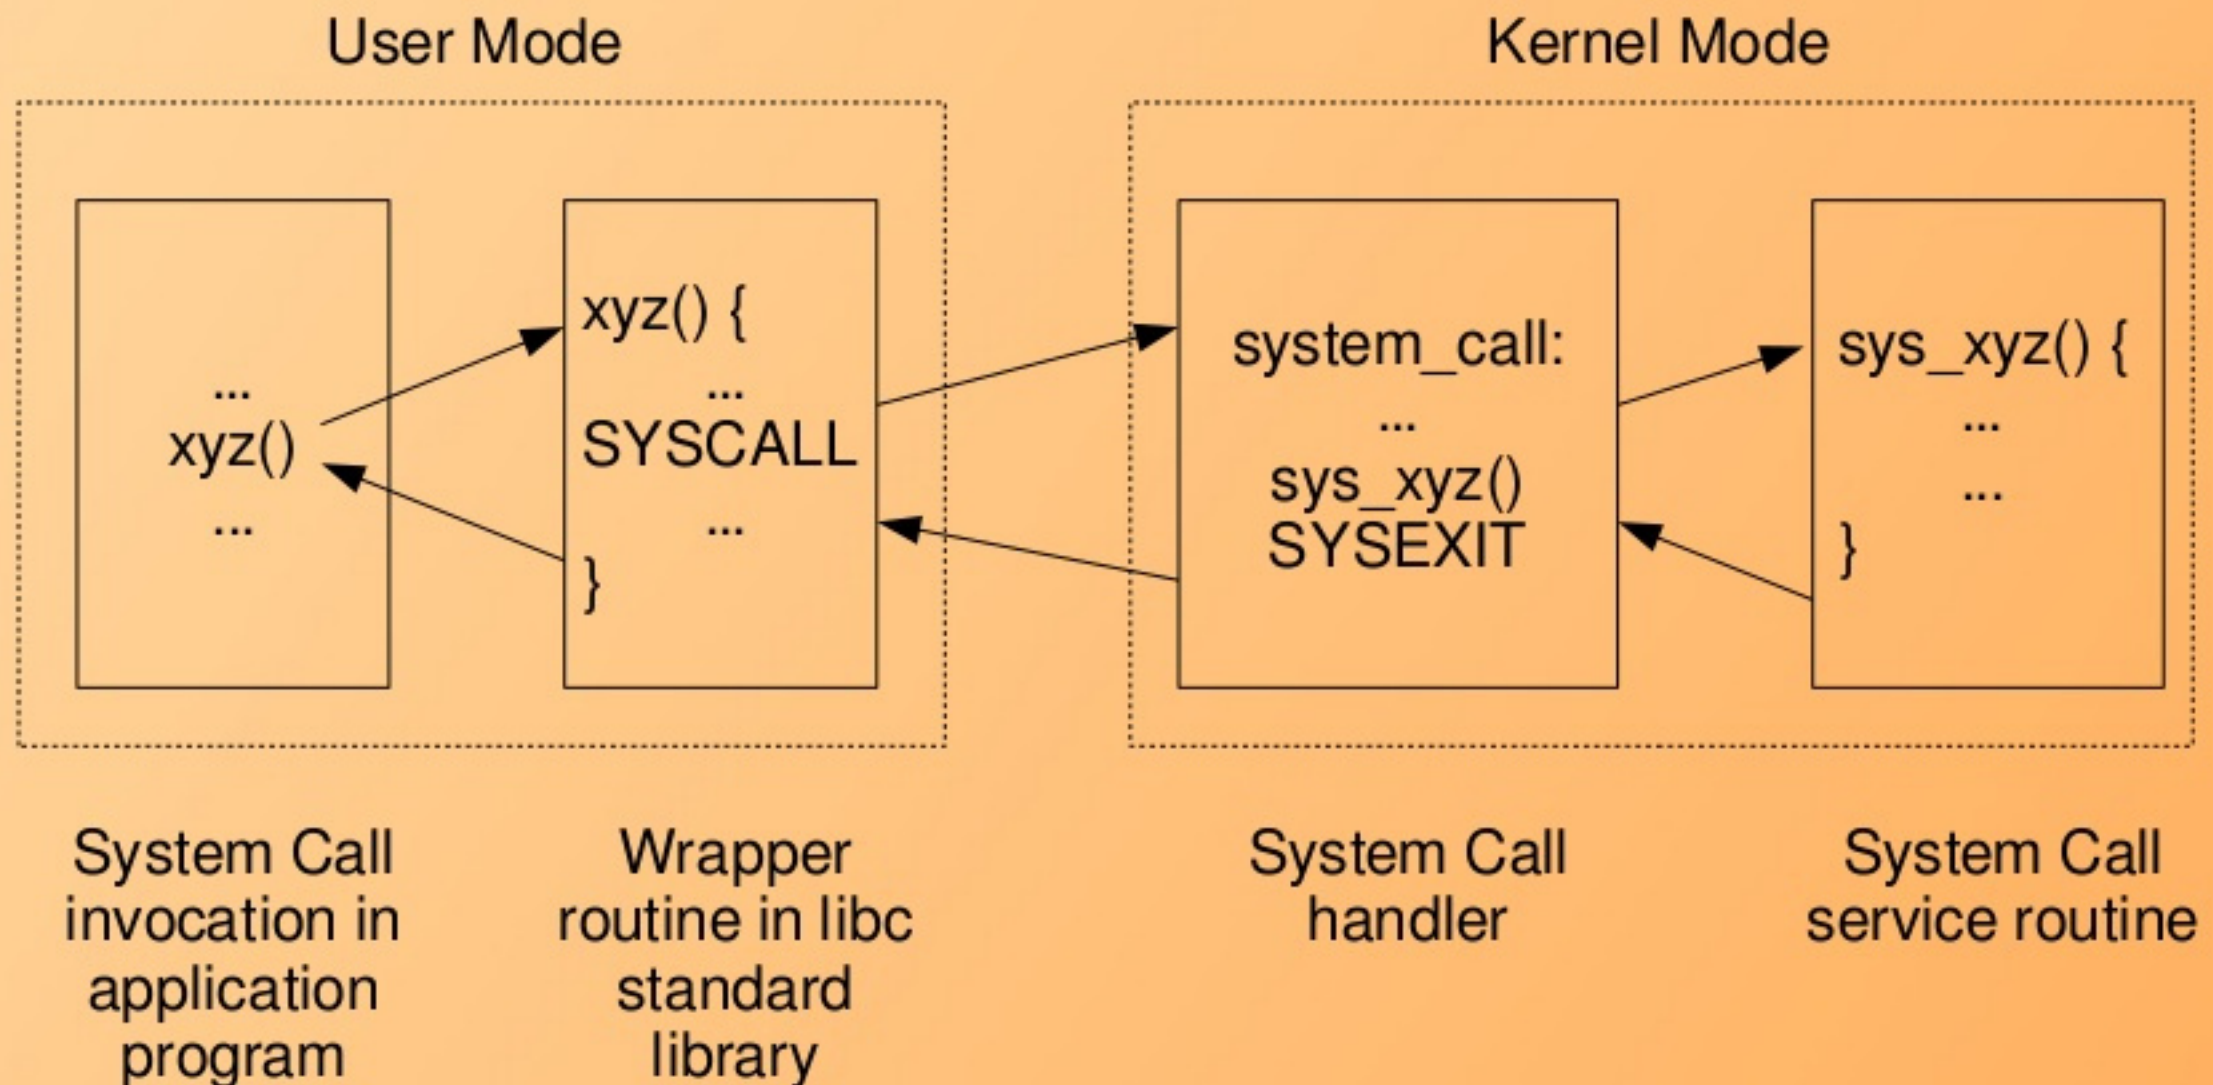 User Mode
Kernel Mode
...
xyz()
...
xyz() {
...
SYSCALL
...
}
system_call:
...
sys_xyz()
SYSEXIT
sys_xyz() {
...
...
}
System Call
invocation in
application
program
Wrapper
routine in libc
standard
library
System Call
handler
System Call
service routine